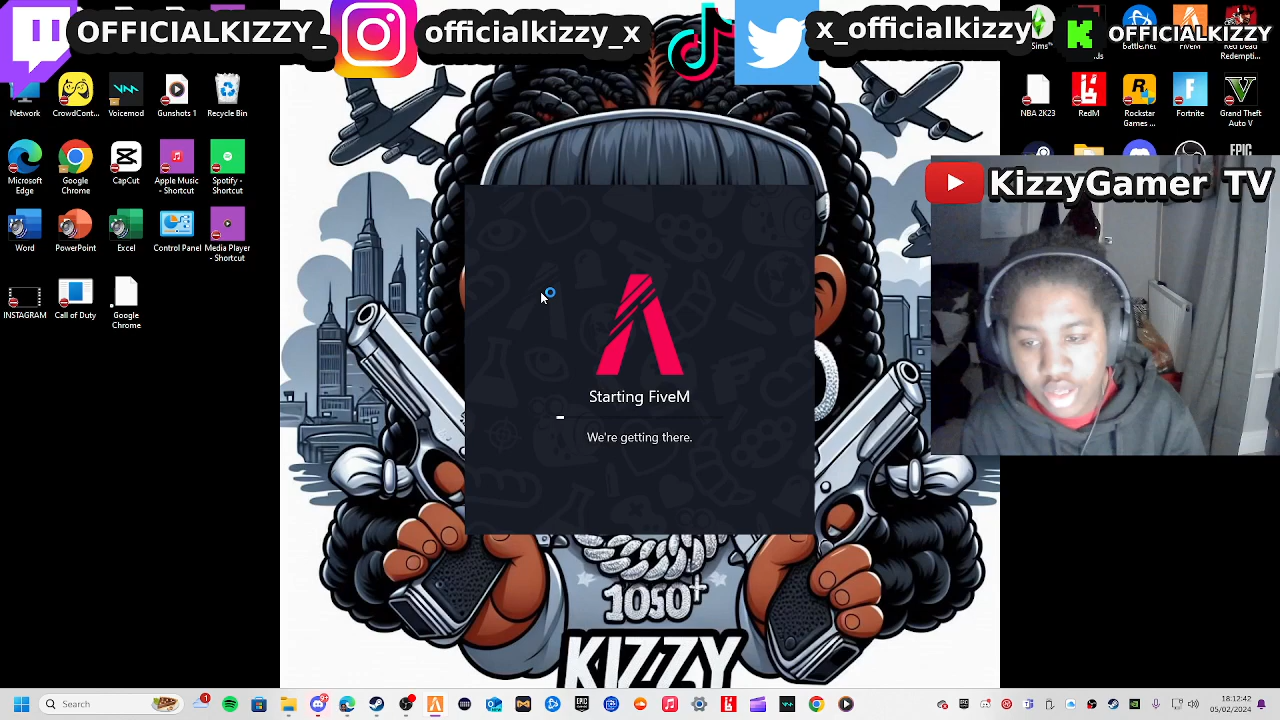 OFFICIALKIZZY_
officialkizzy_x
x_officialkizzy
OFFICIALKIZZY
Network
CrowdCont...
Voicemod
Gunshots 1
Recycle Bin
Microsoft Edge
Google Chrome
CapCut
Apple Music - Shortcut
Spotify - Shortcut
Word
PowerPoint
Excel
Control Panel
Media Player - Shortcut
INSTAGRAM
Call of Duty
Google Chrome
Redempti...
NBA 2K23
RedM
Rockstar Games ...
Fortnite
Grand Theft Auto V
KizzyGamer TV
Starting FiveM
We're getting there.
1050+
KIZZY
Search
18:12:42
05/02/2024